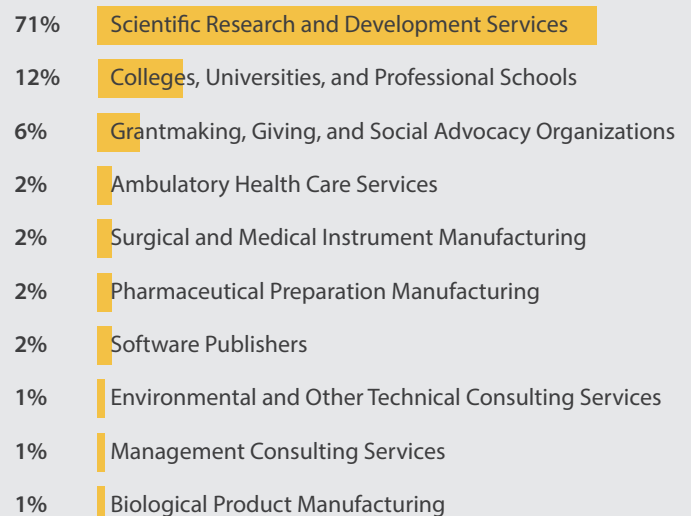 71% Scientific Research and Development Services
12% Colleges, Universities, and Professional Schools
6% Grantmaking, Giving, and Social Advocacy Organizations
2% Ambulatory Health Care Services
2% Surgical and Medical Instrument Manufacturing
2% Pharmaceutical Preparation Manufacturing
2% Software Publishers
1% Environmental and Other Technical Consulting Services
1% Management Consulting Services
1% Biological Product Manufacturing